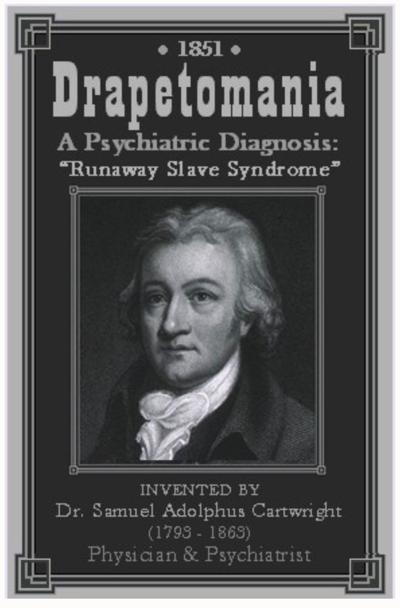 • 1851 •
Drapetomania
A Psychiatric Diagnosis:
“Runaway Slave Syndrome”
INVENTED BY
Dr. Samuel Adolphus Cartwright
(1793 - 1863)
Physician & Psychiatrist